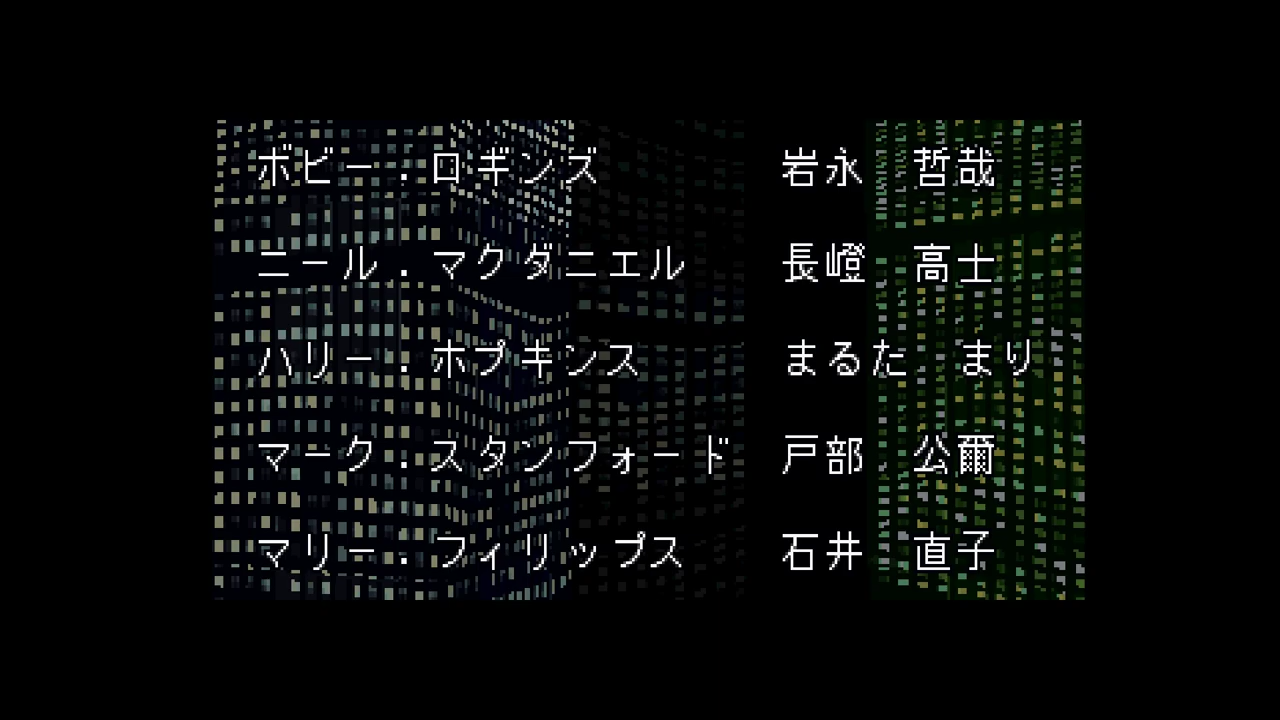 ボビー．ロギンズ 岩永 哲哉
ニール．マクダニエル 長嶝 高士
ハリー．ホプキンス まるた まり
マーク．スタンフォード 戸部 公爾
マリー．フィリップス 石井 直子